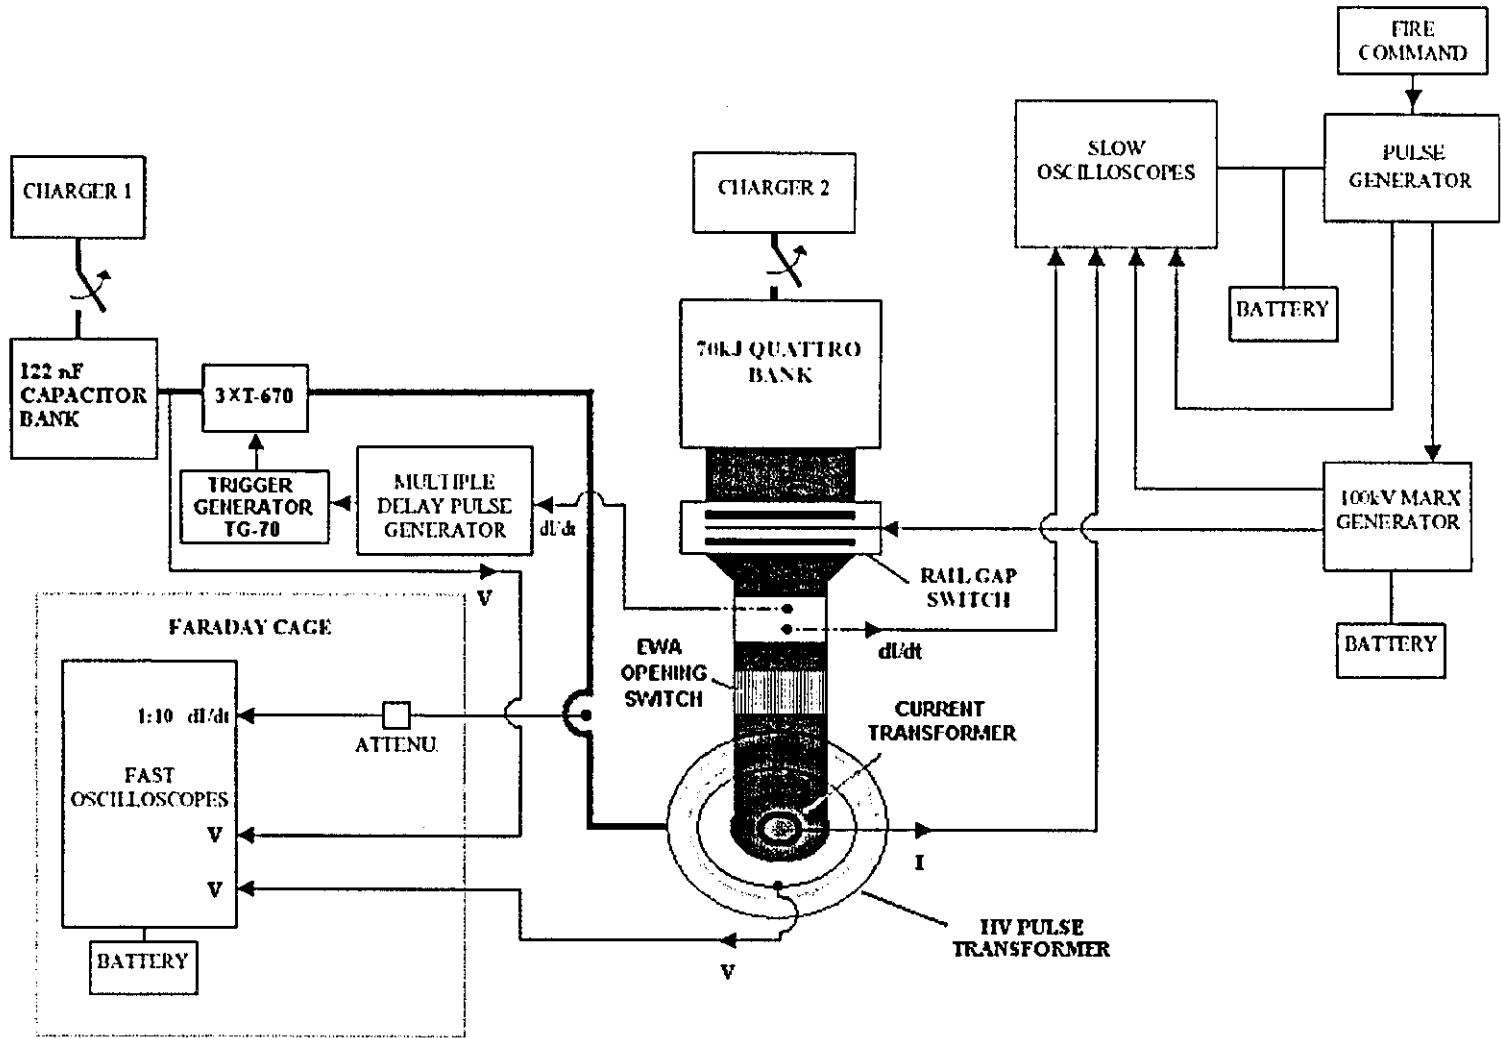 FIRE
COMMAND
SLOW
OSCILLOSCOPES
PULSE
GENERATOR
CHARGER 1
CHARGER 2
BATTERY
70kJ QUATTRO
BANK
122 nF
CAPACITOR
BANK
3×T-670
TRIGGER
GENERATOR
TG-70
MULTIPLE
DELAY PULSE
GENERATOR
dI/dt
100kV MARX
GENERATOR
RAIL GAP
SWITCH
V
FARADAY CAGE
BATTERY
EWA
OPENING
SWITCH
dI/dt
1:10 dI/dt
ATTENU.
CURRENT
TRANSFORMER
FAST
OSCILLOSCOPES
V
I
V
HV PULSE
TRANSFORMER
BATTERY
V